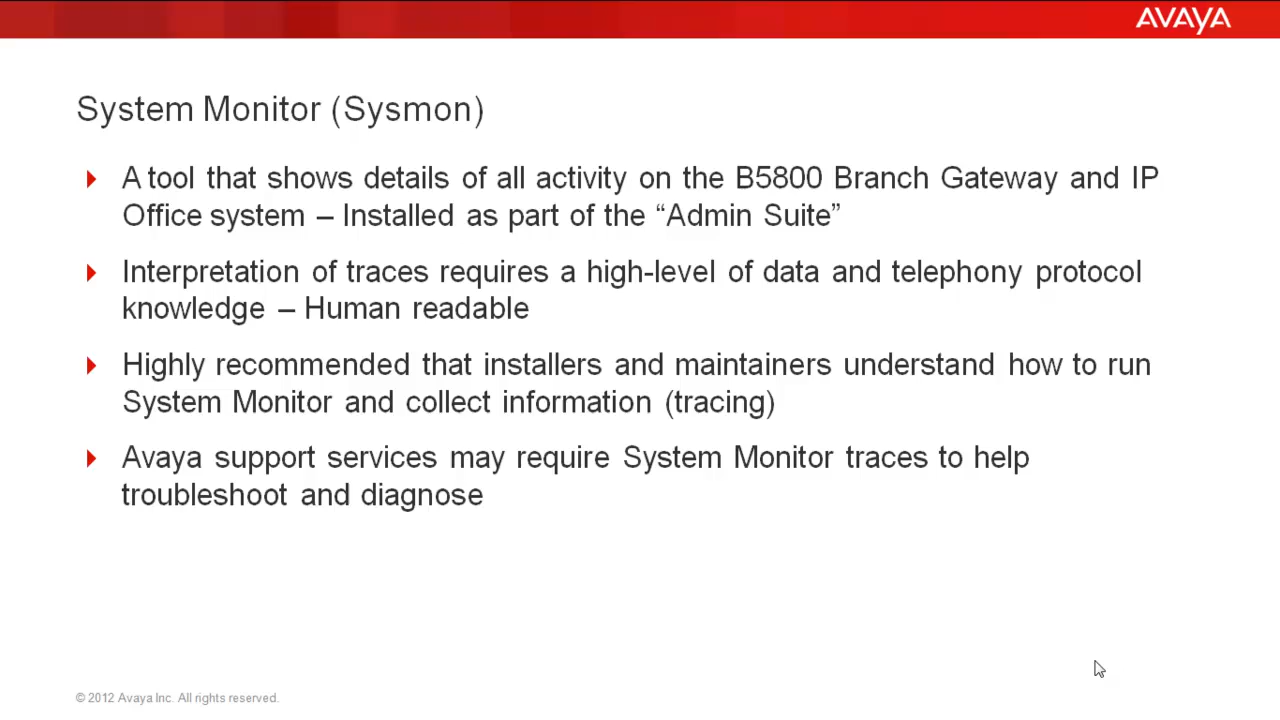 AVAYA
System Monitor (Sysmon)
A tool that shows details of all activity on the B5800 Branch Gateway and IP
Office system – Installed as part of the “Admin Suite”
Interpretation of traces requires a high-level of data and telephony protocol
knowledge – Human readable
Highly recommended that installers and maintainers understand how to run
System Monitor and collect information (tracing)
Avaya support services may require System Monitor traces to help
troubleshoot and diagnose
© 2012 Avaya Inc. All rights reserved.